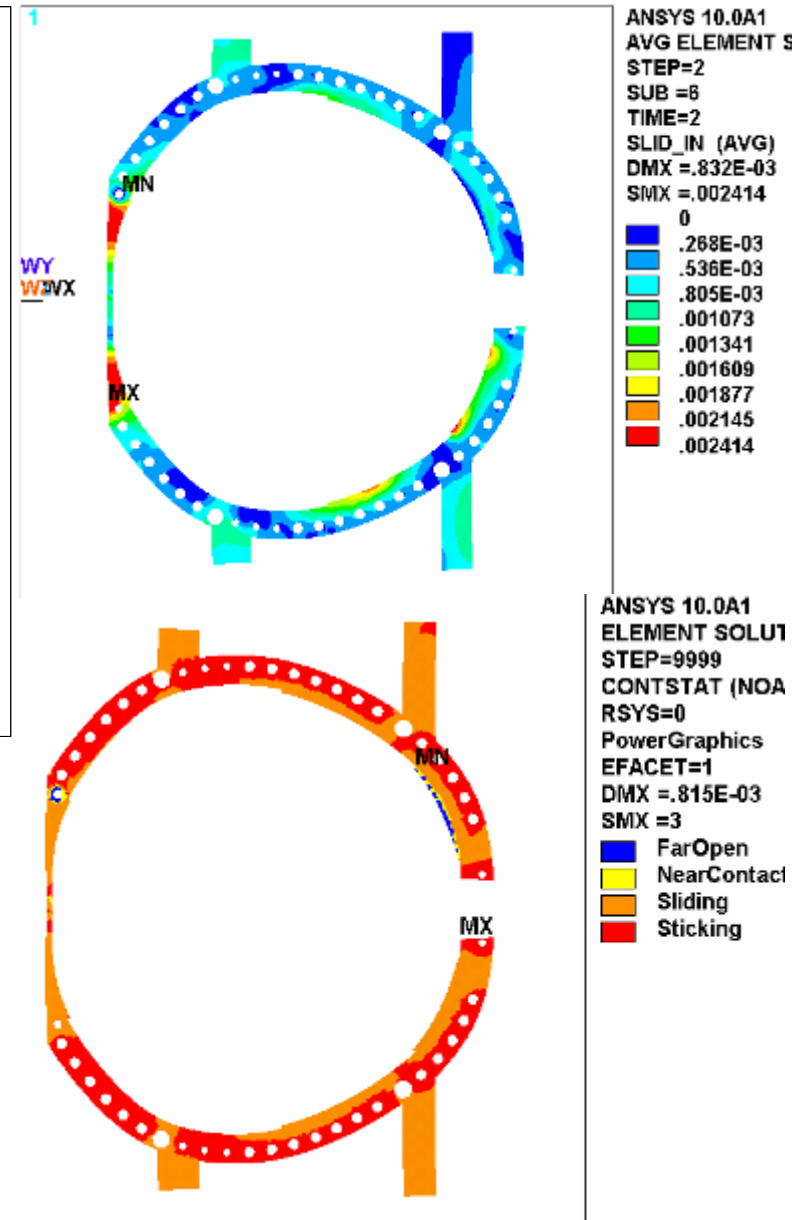 1
ANSYS 10.0A1
AVG ELEMENT S
STEP=2
SUB =6
TIME=2
SLID_IN (AVG)
DMX =.832E-03
SMX =.002414
0
.268E-03
.536E-03
.805E-03
.001073
.001341
.001609
.001877
.002145
.002414
MN
WY
WX
MX
ANSYS 10.0A1
ELEMENT SOLUT
STEP=9999
CONTSTAT (NOA
RSYS=0
PowerGraphics
EFACET=1
DMX =.815E-03
SMX =3
FarOpen
NearContact
Sliding
Sticking
MN
MX